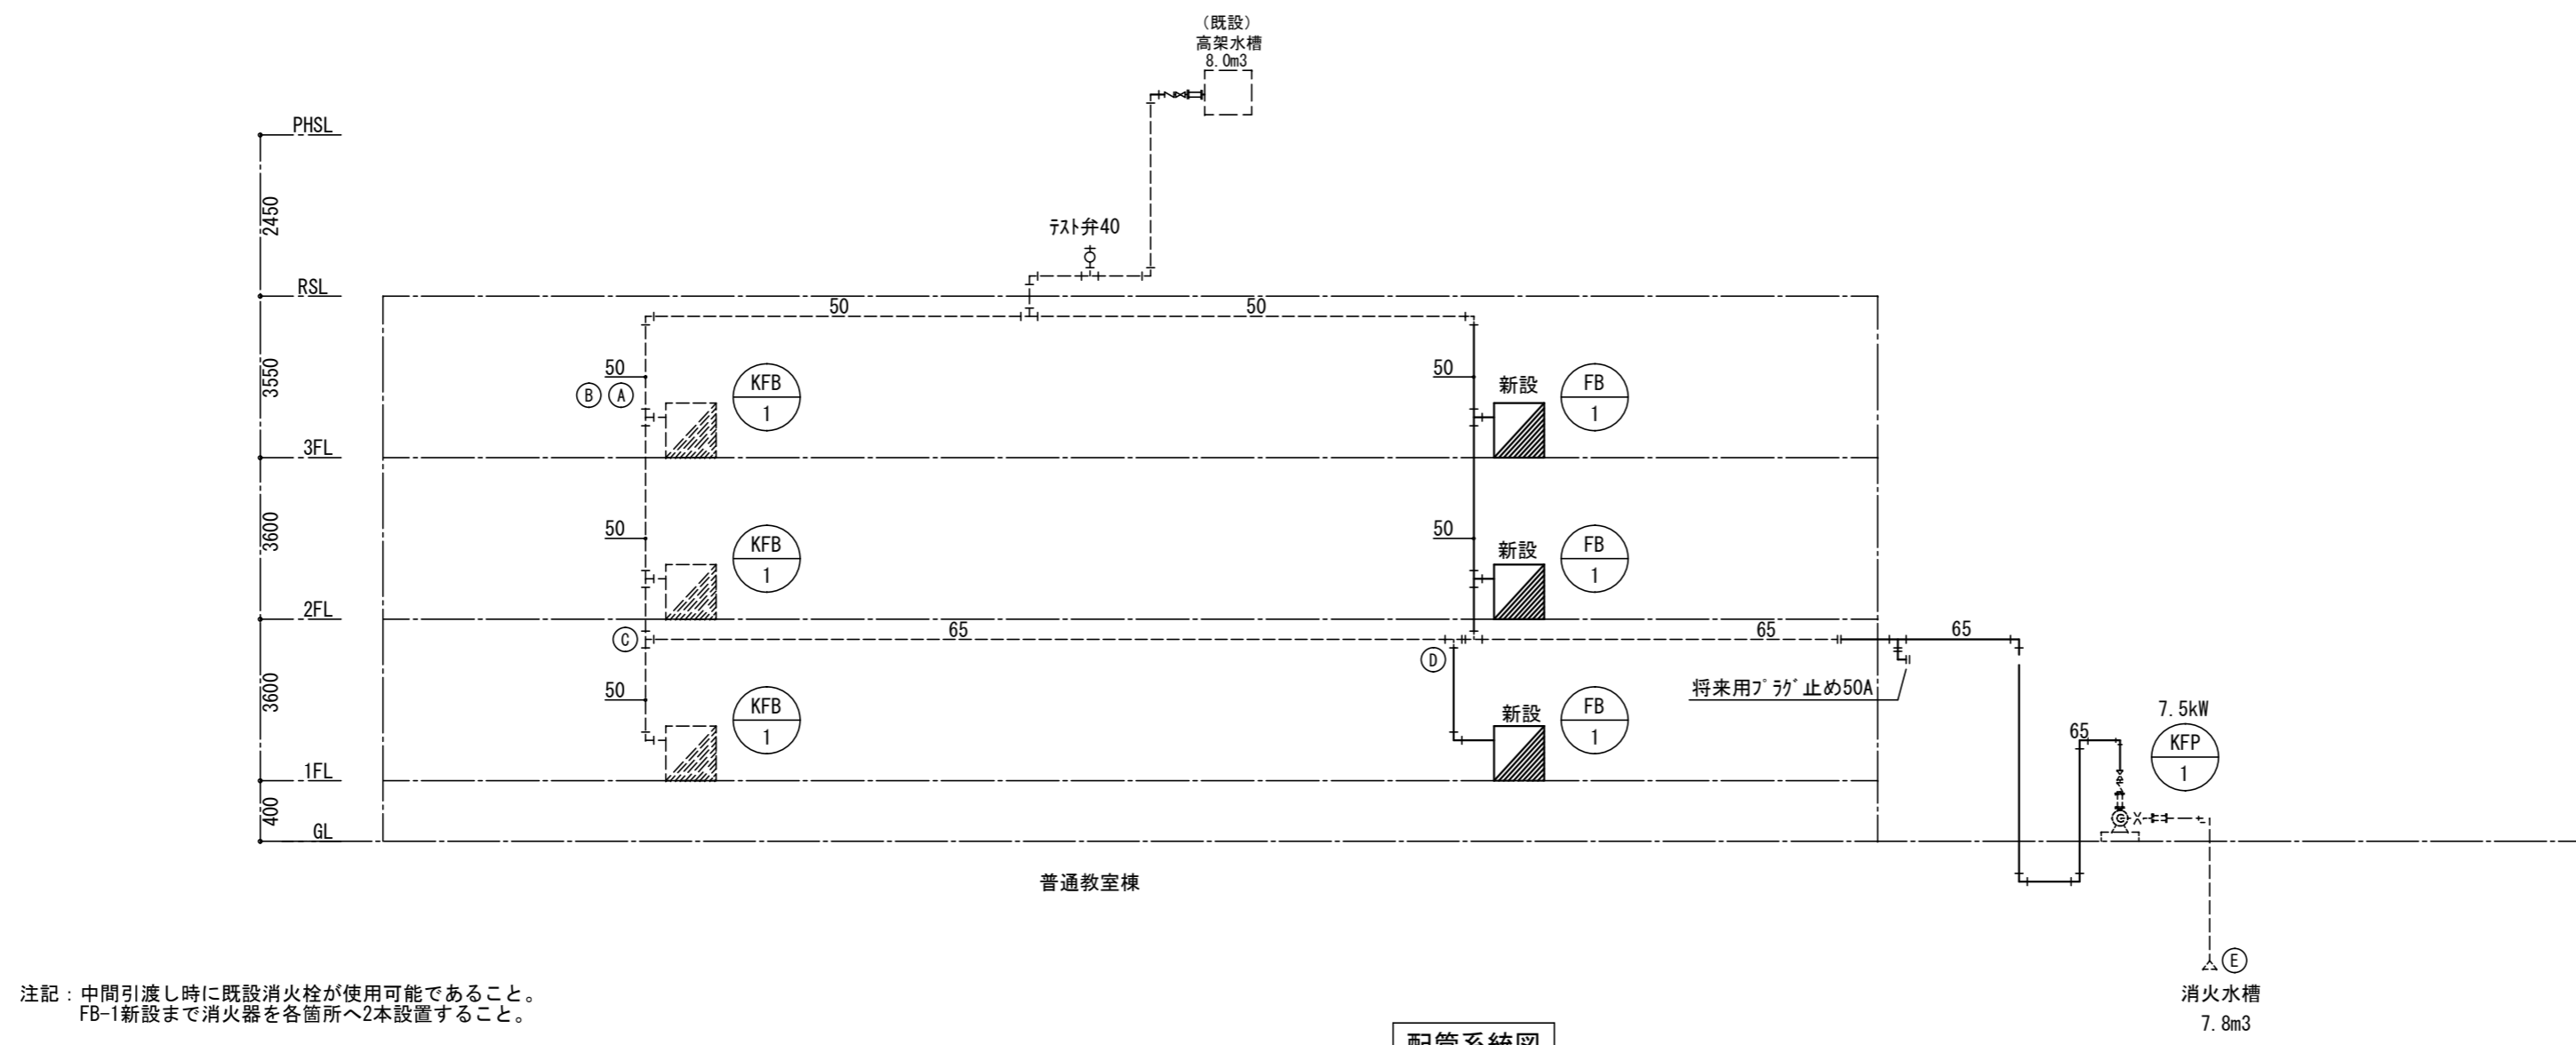 (既設)
高架水槽
8.0m3
PHSL
2450
テスト弁40
RSL
50
50
3550
50
B
A
KFB
1
50
新設
FB
1
3FL
3600
50
KFB
1
50
新設
FB
1
2FL
C
65
65
65
D
3600
50
KFB
1
新設
FB
1
将来用プラグ止め50A
7.5kW
65
KFP
1
1FL
400
GL
普通教室棟
E
消火水槽
7.8m3
注記:中間引渡し時に既設消火栓が使用可能であること。
FB-1新設まで消火器を各箇所へ2本設置すること。
配管系統図